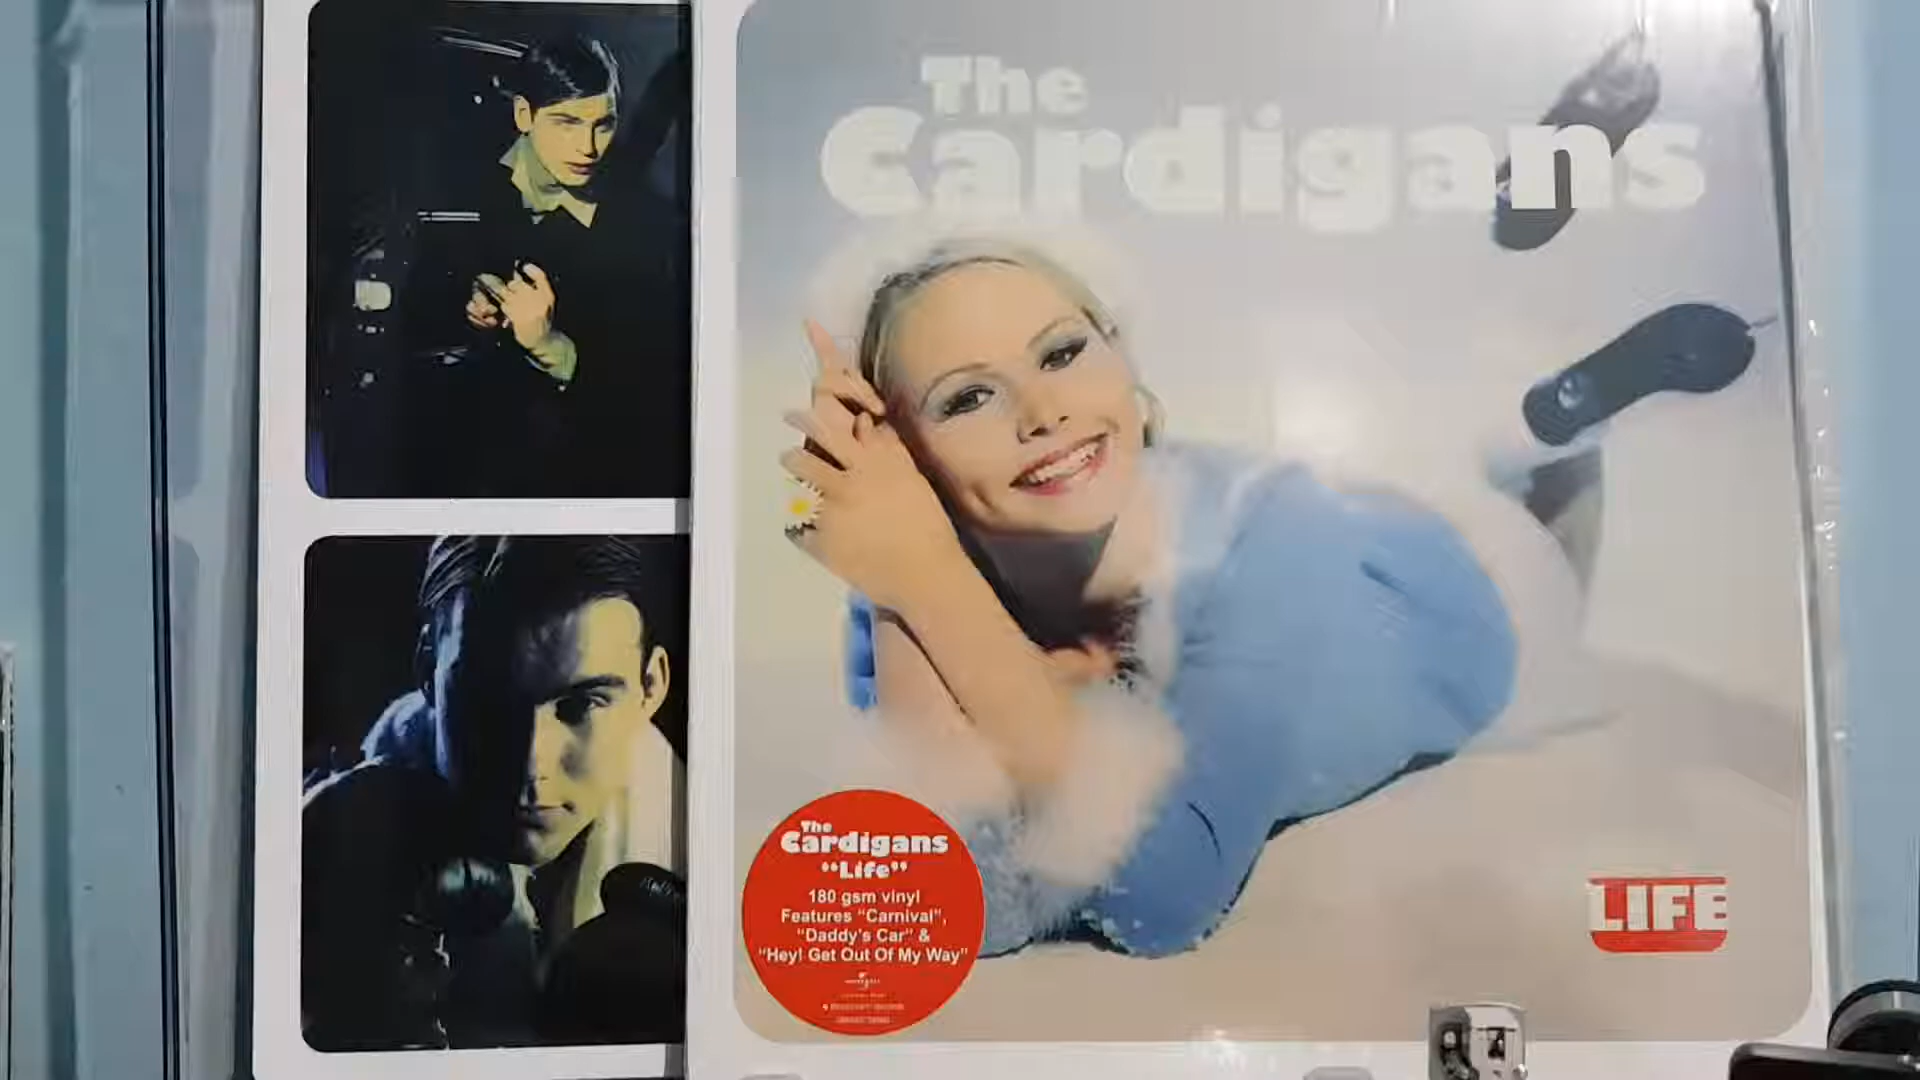 The
Cardigans
The
Cardigans
“Life”
180 gsm vinyl
Features “Carnival”,
“Daddy's Car” &
“Hey! Get Out Of My Way”
LIFE